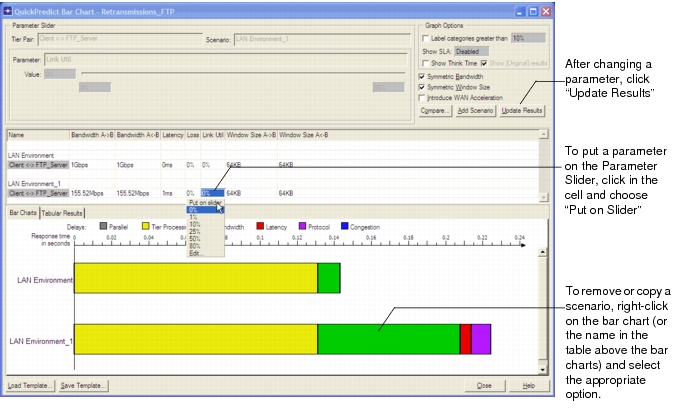 QuickPredict Bar Chart - Retransmissions_FTP
Parameter Slider
Tier Pair: Client <-> FTP_Server Scenario: LAN Environment_1
Parameter: Link Util
Value:
Graph Options
Label categories greater than 10%
Show SLA: Disabled
Show Think Time Show (Original) results
Symmetric Bandwidth
Symmetric Window Size
Introduce WAN Acceleration
Compare... Add Scenario Update Results
Name Bandwidth A->B Bandwidth A<-B Latency Loss Link Util Window Size A->B Window Size A<-B
LAN Environment
Client <-> FTP_Server 1Gbps 1Gbps 0ms 0% 0% 64KB 64KB
LAN Environment_1
Client <-> FTP_Server 155.52Mbps 155.52Mbps 1ms 0% 0% 64KB 64KB
Put on slider
0%
1%
10%
25%
50%
80%
Edit...
Bar Charts Tabular Results
Delays: Parallel Tier Process ndwidth Latency Protocol Congestion
Response time in seconds 0 0.02 0.04 0.06 0.1 0.12 0.14 0.16 0.18 0.2 0.22 0.24
LAN Environment
LAN Environment_1
Load Template... Save Template... Close Help
After changing a
parameter, click
“Update Results”
To put a parameter
on the Parameter
Slider, click in the
cell and choose
“Put on Slider”
To remove or copy a
scenario, right-click
on the bar chart (or
the name in the
table above the bar
charts) and select
the appropriate
option.